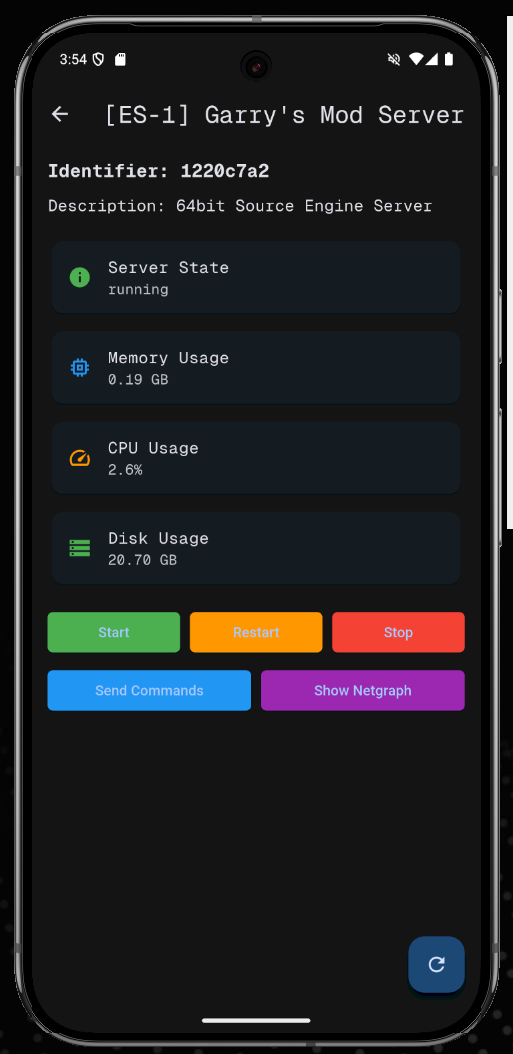 3:54
[ES-1] Garry's Mod Server
Identifier: 1220c7a2
Description: 64bit Source Engine Server
Server State
running
Memory Usage
0.19 GB
CPU Usage
2.6%
Disk Usage
20.70 GB
Start Restart Stop
Send Commands Show Netgraph